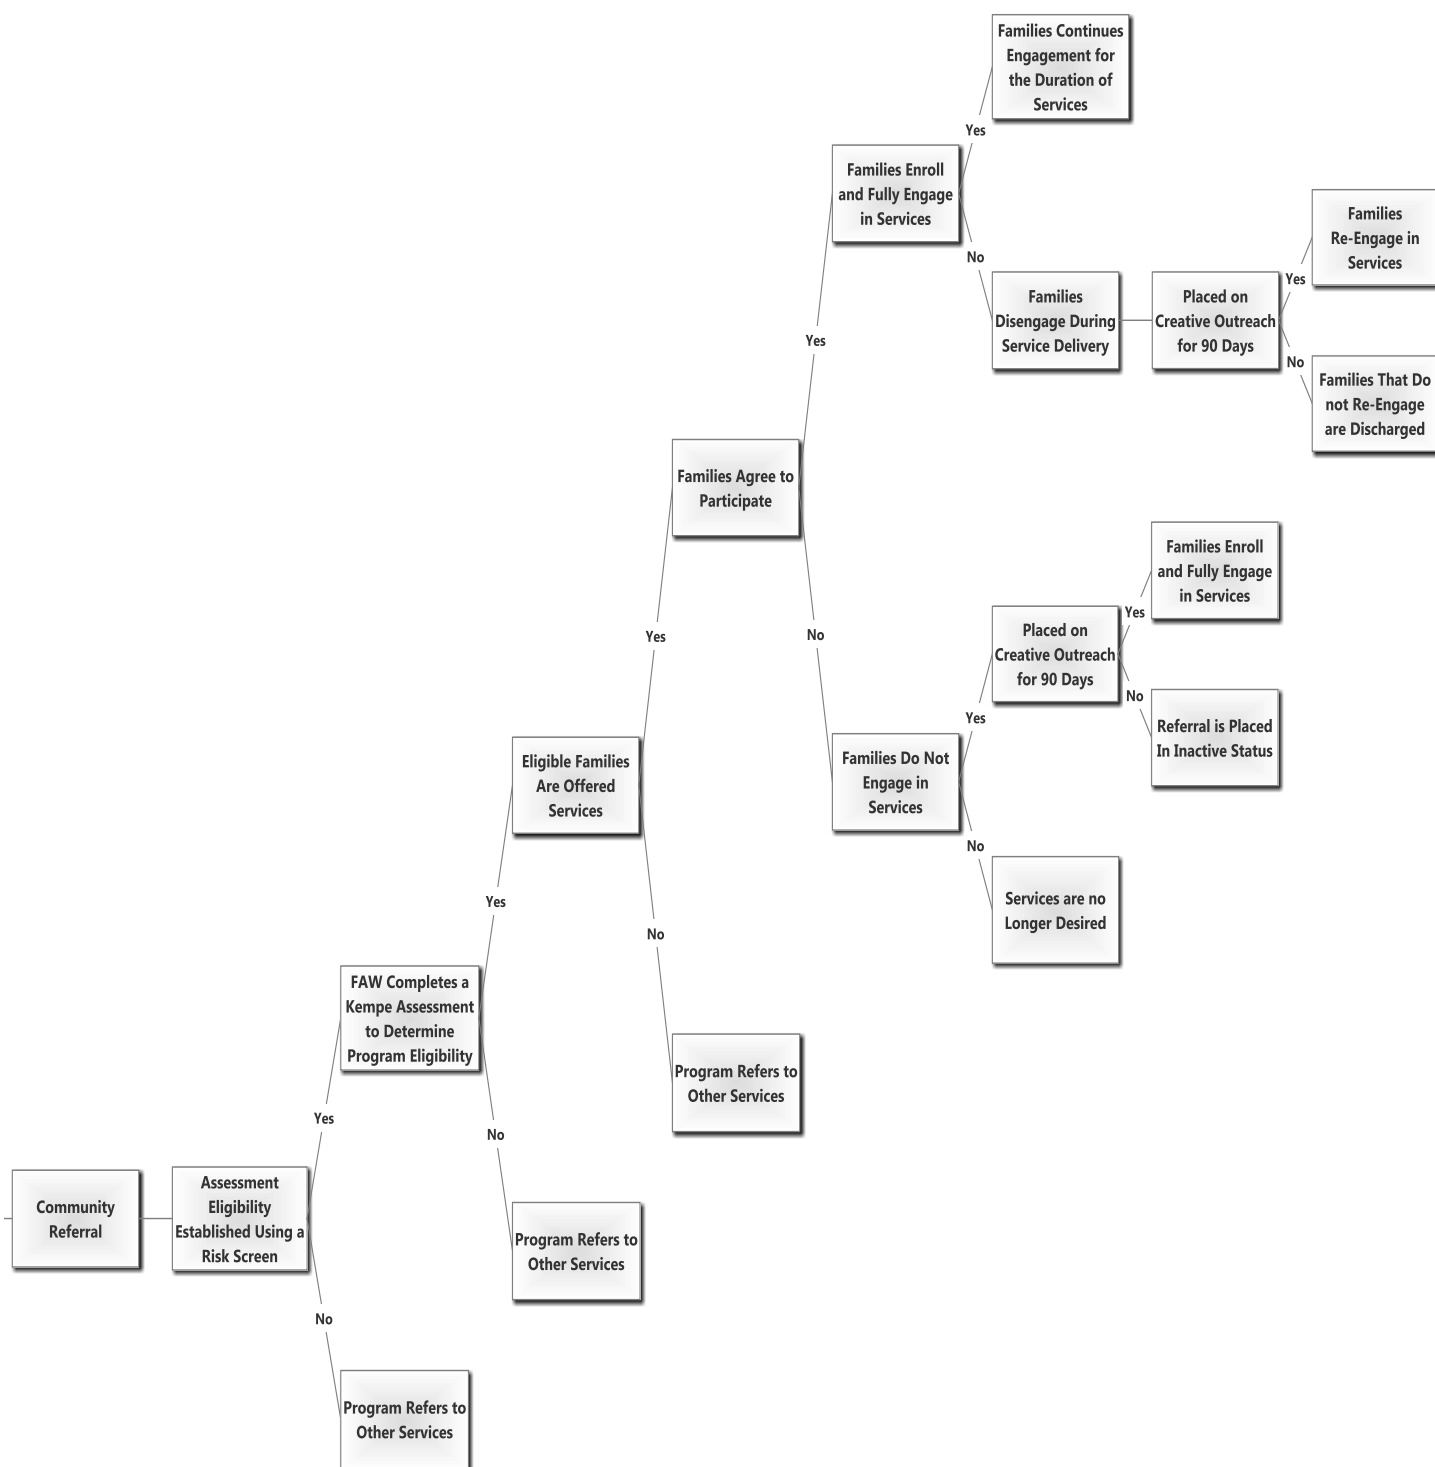 Families Continues
Engagement for
the Duration of
Services
Yes
Families Enroll
and Fully Engage
in Services
No
Families
Disengage During
Service Delivery
Placed on
Creative Outreach
for 90 Days
Yes
Families
Re-Engage in
Services
No
Families That Do
not Re-Engage
are Discharged
Yes
Families Agree to
Participate
No
Families Enroll
and Fully Engage
in Services
Yes
Placed on
Creative Outreach
for 90 Days
No
Referral is Placed
In Inactive Status
Yes
Families Do Not
Engage in
Services
No
Services are no
Longer Desired
Yes
Eligible Families
Are Offered
Services
No
Program Refers to
Other Services
Yes
FAW Completes a
Kempe Assessment
to Determine
Program Eligibility
No
Program Refers to
Other Services
Yes
Community
Referral
Assessment
Eligibility
Established Using a
Risk Screen
No
Program Refers to
Other Services